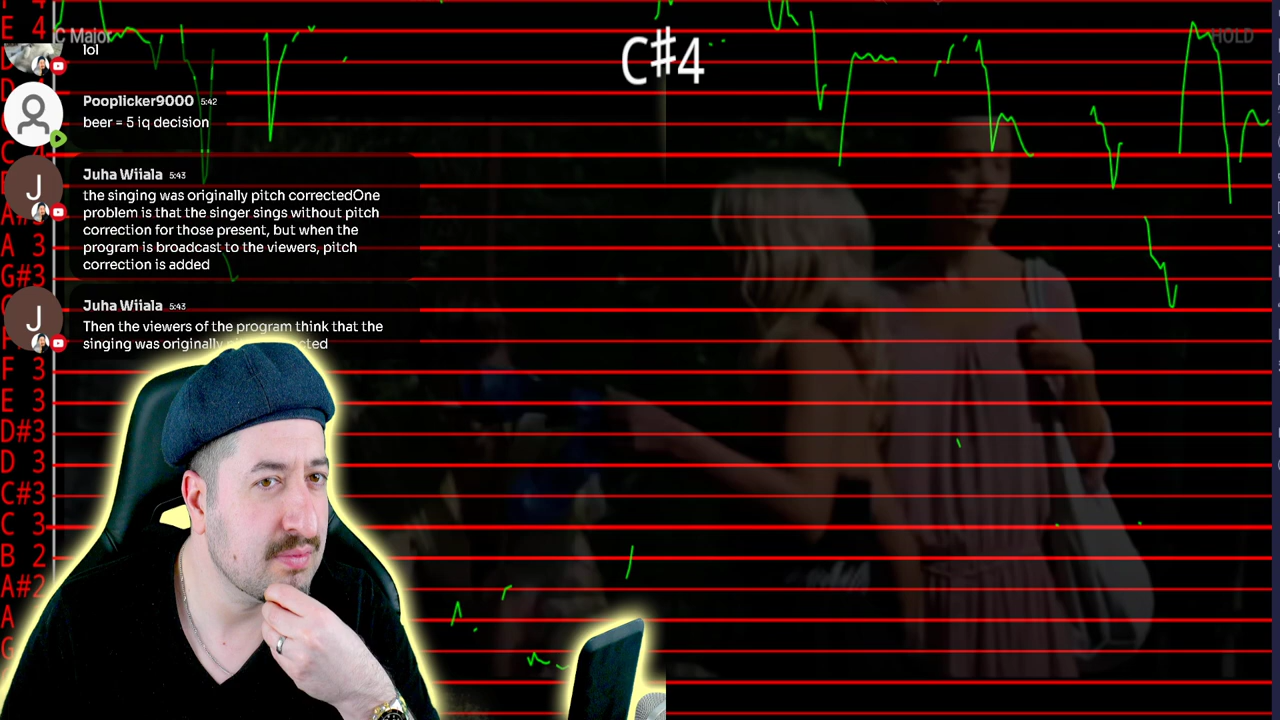 E 4
C Major
C#4
HOLD
lol
Pooplicker9000 5:42
beer = 5 iq decision
C 4
Juha Wiiala 5:43
the singing was originally pitch correctedOne
problem is that the singer sings without pitch
correction for those present, but when the
program is broadcast to the viewers, pitch
correction is added
J
A 3
G#3
Juha Wiiala 5:43
Then the viewers of the program think that the
singing was originally
J
F 3
E 3
D#3
D 3
C#3
C 3
B 2
A#2
A
G